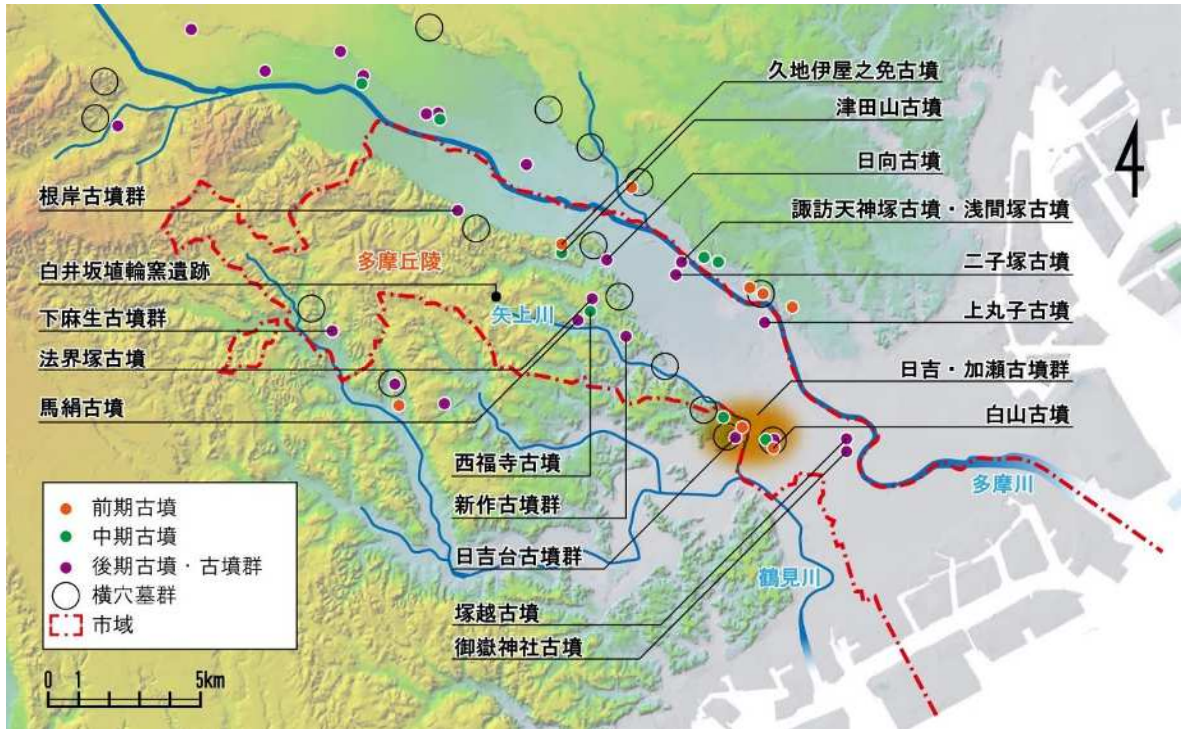 久地伊屋之免古墳
津田山古墳
日向古墳
諏訪天神塚古墳・浅間塚古墳
二子塚古墳
上丸子古墳
日吉・加瀬古墳群
白山古墳
根岸古墳群
多摩丘陵
白井坂埴輪窯遺跡
矢上川
下麻生古墳群
法界塚古墳
馬絹古墳
西福寺古墳
新作古墳群
日吉台古墳群
塚越古墳
御嶽神社古墳
多摩川
鶴見川
前期古墳
中期古墳
後期古墳・古墳群
横穴墓群
市域
0 1 5km